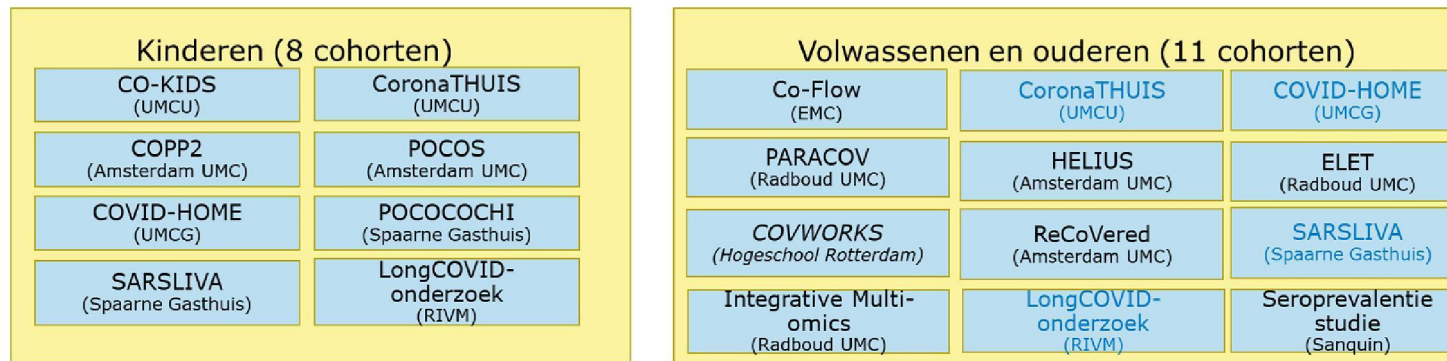 Kinderen (8 cohorten)
CO-KIDS
(UMCU)
CoronaTHUIS
(UMCU)
COPP2
(Amsterdam UMC)
POCOS
(Amsterdam UMC)
COVID-HOME
(UMCG)
POCOCOCHI
(Spaarne Gasthuis)
SARSLIVA
(Spaarne Gasthuis)
LongCOVID-
onderzoek
(RIVM)
Volwassenen en ouderen (11 cohorten)
Co-Flow
(EMC)
CoronaTHUIS
(UMCU)
COVID-HOME
(UMCG)
PARACOV
(Radboud UMC)
HELIUS
(Amsterdam UMC)
ELET
(Radboud UMC)
COVWORKS
(Hogeschool Rotterdam)
ReCoVered
(Amsterdam UMC)
SARSLIVA
(Spaarne Gasthuis)
Integrative Multi-
omics
(Radboud UMC)
LongCOVID-
onderzoek
(RIVM)
Seroprevalentie
studie
(Sanquin)